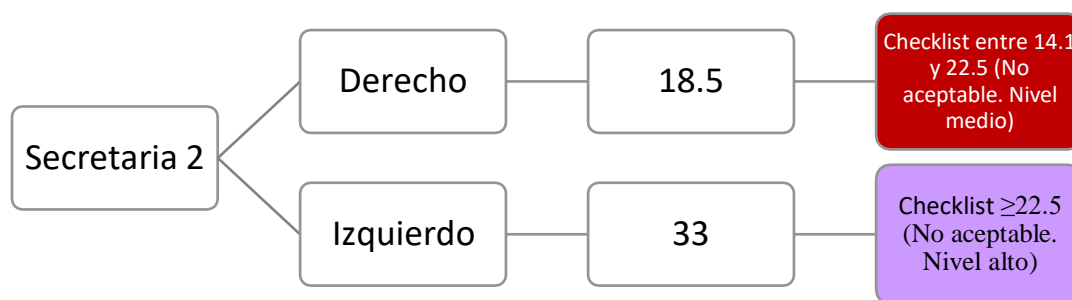 Secretaria 2
Derecho
18.5
Checklist entre 14.1
y 22.5 (No
aceptable. Nivel
medio)
Izquierdo
33
Checklist ≥22.5
(No aceptable.
Nivel alto)